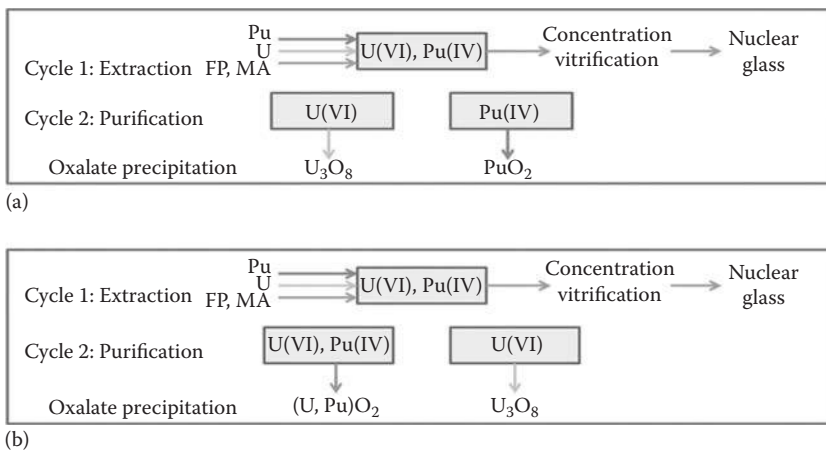 Pu
U
Cycle 1: Extraction FP, MA
U(VI), Pu(IV)
Concentration
vitrification
Nuclear
glass
Cycle 2: Purification
U(VI)
Pu(IV)
Oxalate precipitation
U₃O₈
PuO₂
(a)
Pu
U
Cycle 1: Extraction FP, MA
U(VI), Pu(IV)
Concentration
vitrification
Nuclear
glass
Cycle 2: Purification
U(VI), Pu(IV)
U(VI)
Oxalate precipitation
(U, Pu)O₂
U₃O₈
(b)